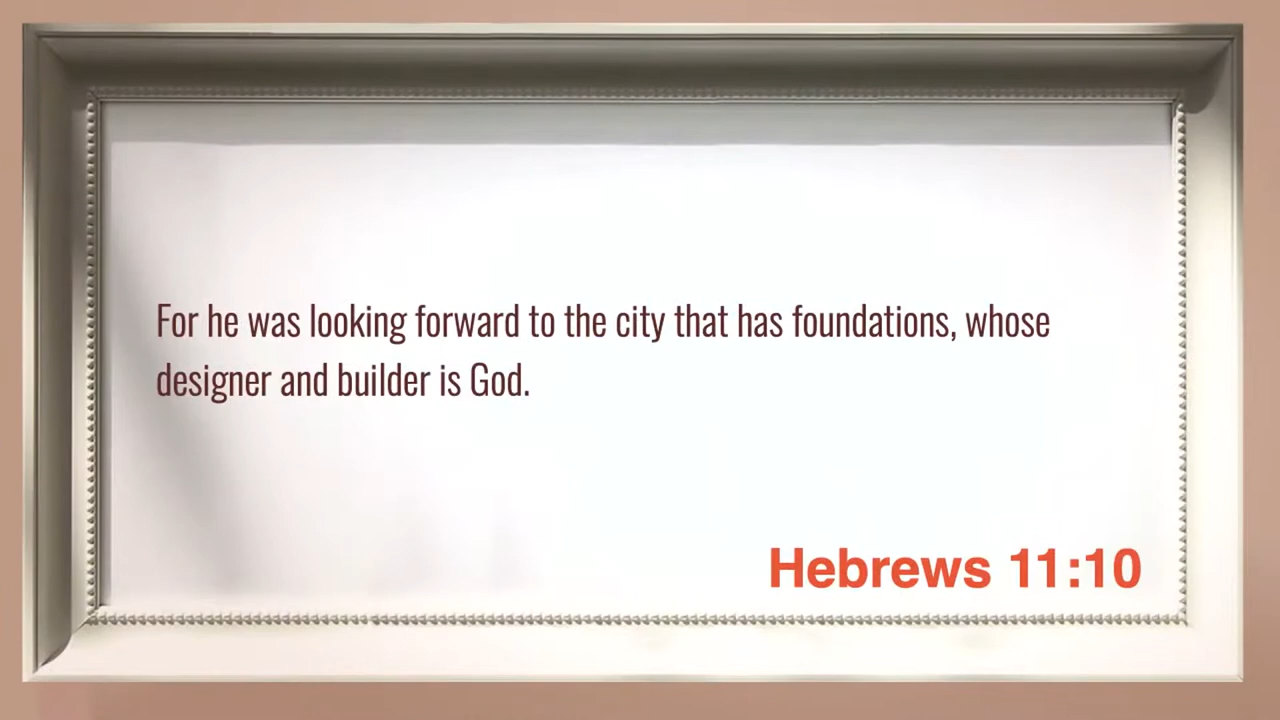 For he was looking forward to the city that has foundations, whose
designer and builder is God.
Hebrews 11:10